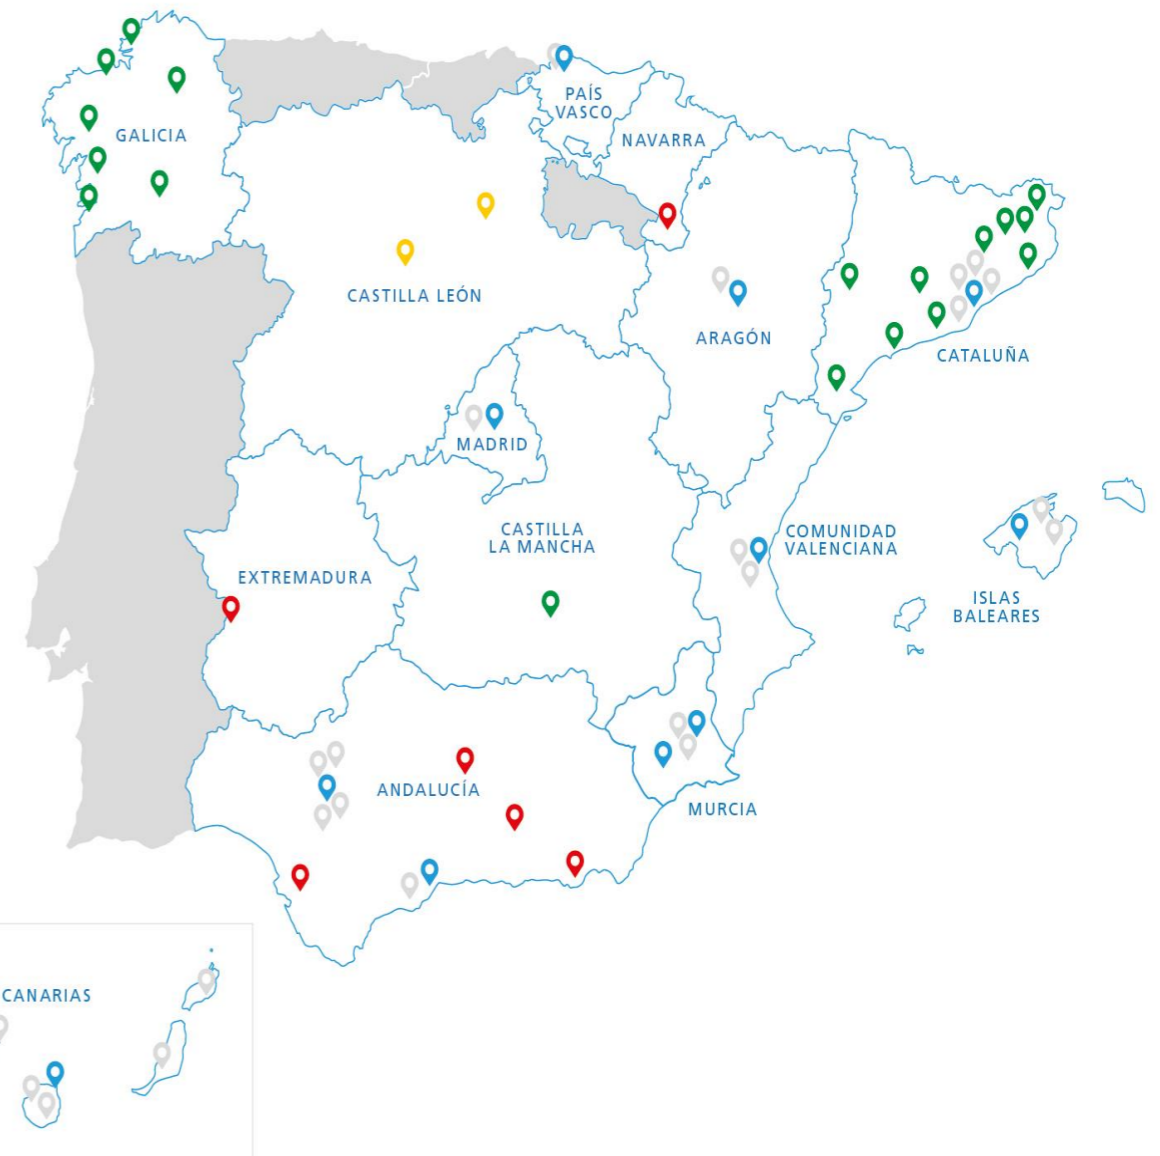 PAÍS
VASCO
GALICIA
NAVARRA
CASTILLA LEÓN
ARAGÓN
CATALUÑA
MADRID
CASTILLA
LA MANCHA
COMUNIDAD
VALENCIANA
EXTREMADURA
ISLAS
BALEARES
ANDALUCÍA
MURCIA
CANARIAS